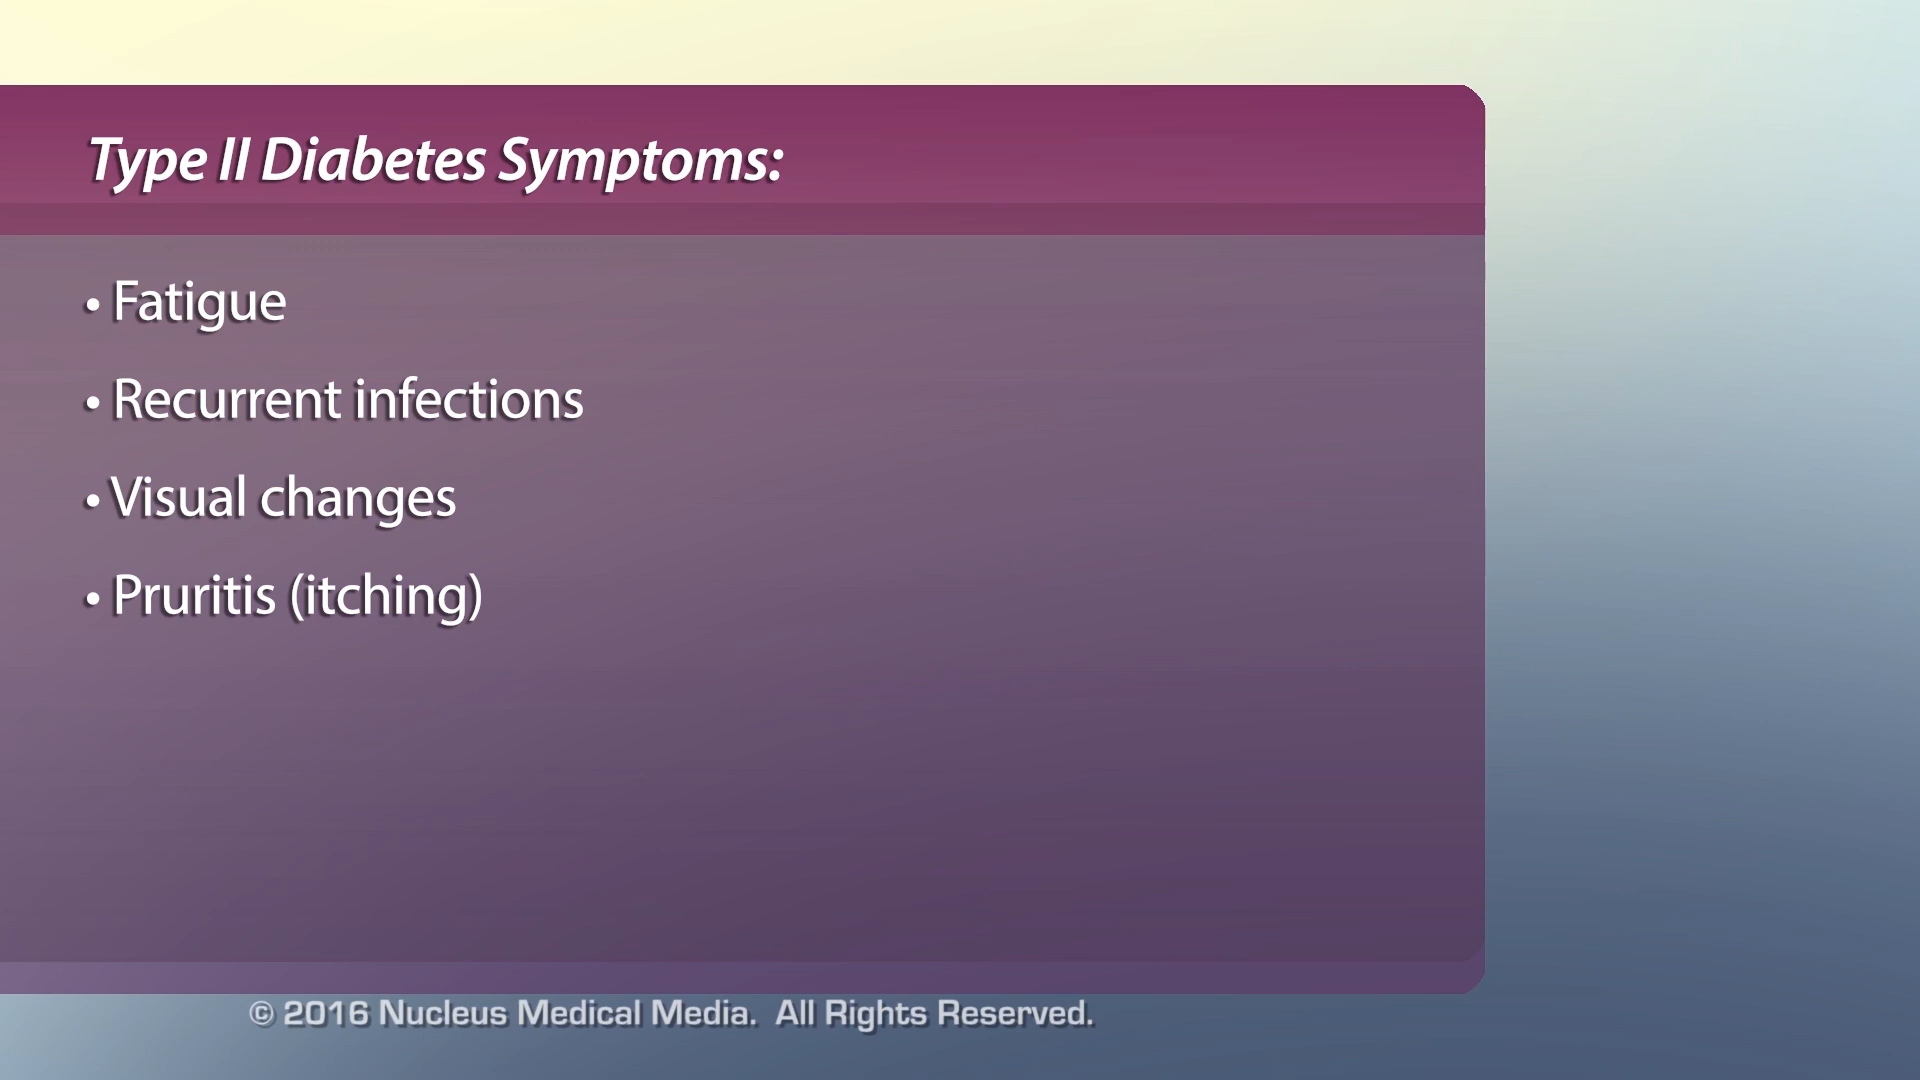 Type II Diabetes Symptoms:
• Fatigue
• Recurrent infections
• Visual changes
• Pruritis (itching)
© 2016 Nucleus Medical Media. All Rights Reserved.